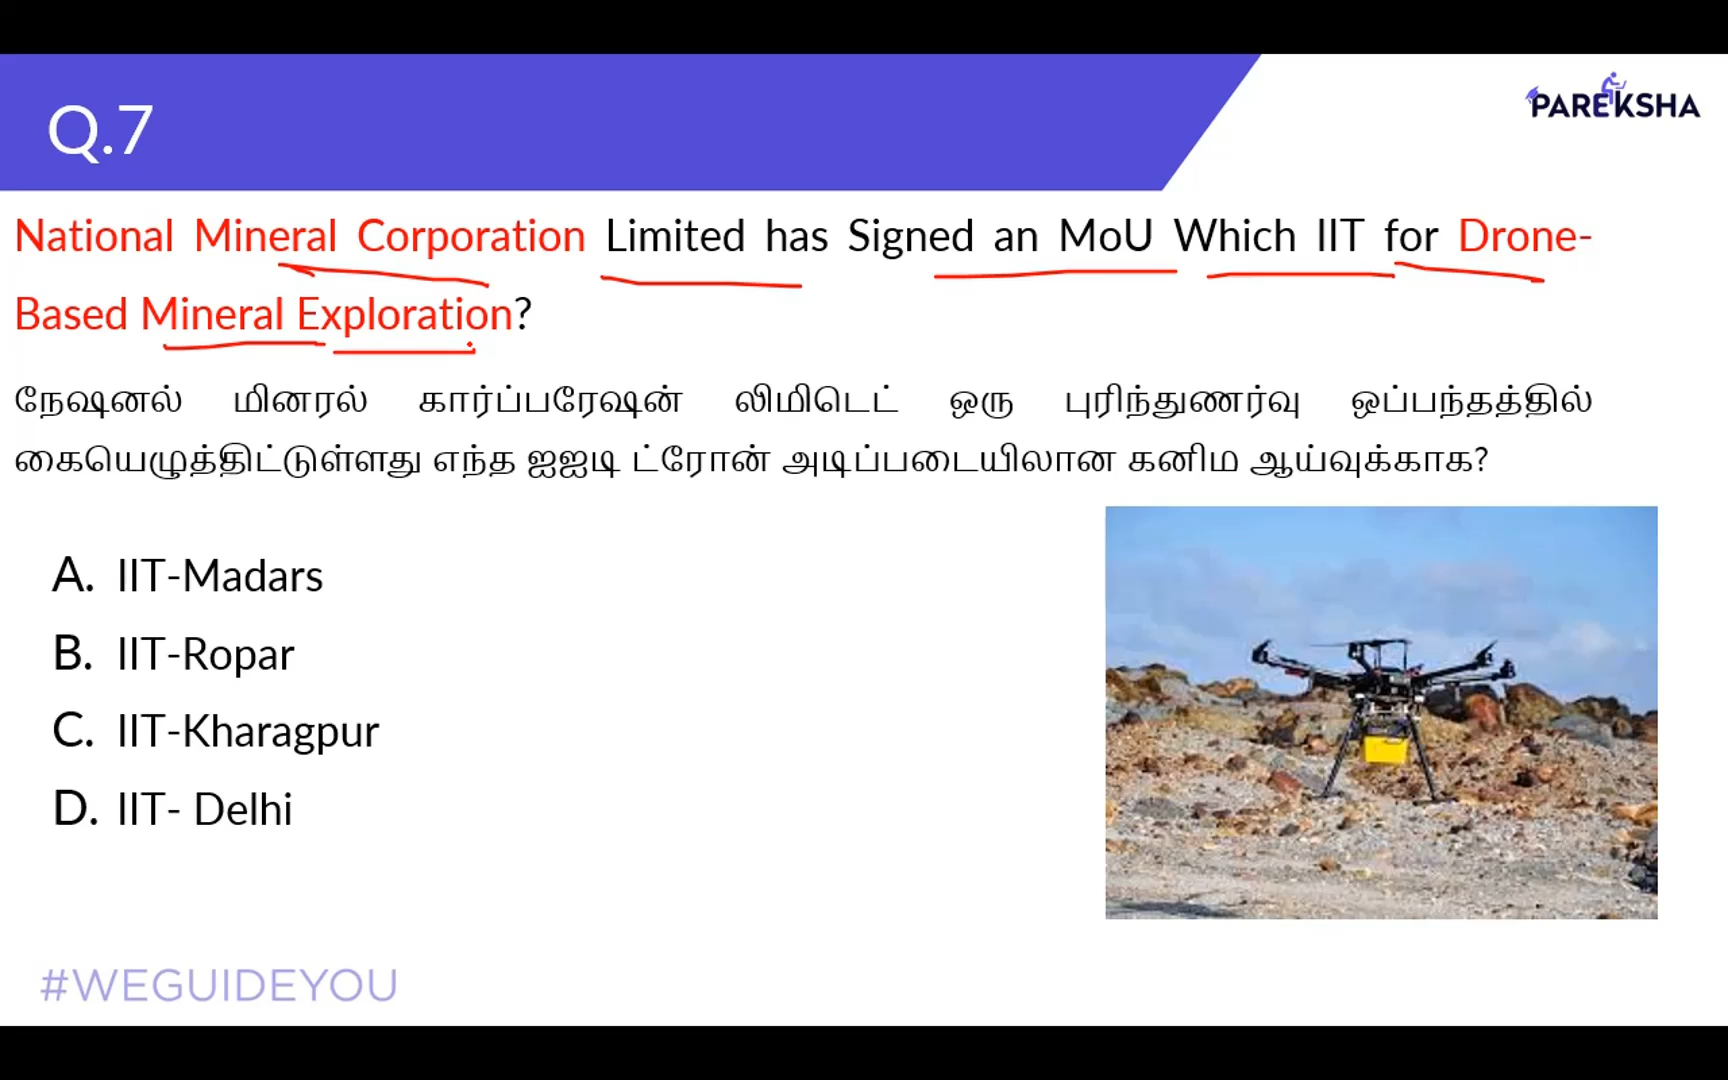 Q.7
PAREKSHA
National Mineral Corporation Limited has Signed an MoU Which IIT for Drone-
Based Mineral Exploration?
நேஷனல் மினரல் கார்ப்பரேஷன் லிமிடெட் ஒரு புரிந்துணர்வு ஒப்பந்தத்தில்
கையெழுத்திட்டுள்ளது எந்த ஐஐடி ட்ரோன் அடிப்படையிலான கனிம ஆய்வுக்காக?
A. IIT-Madars
B. IIT-Ropar
C. IIT-Kharagpur
D. IIT- Delhi
#WEGUIDEYOU